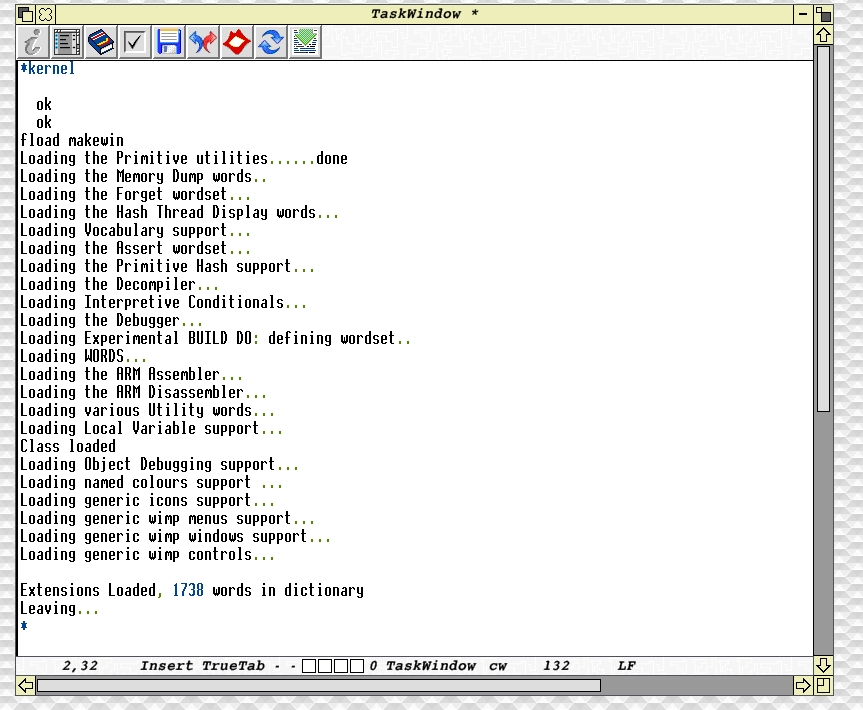 TaskWindow *
*kernel
ok
ok
fload makewin
Loading the Primitive utilities......done
Loading the Memory Dump words..
Loading the Forget wordset...
Loading the Hash Thread Display words...
Loading Vocabulary support...
Loading the Assert wordset...
Loading the Primitive Hash support...
Loading the Decompiler...
Loading Interpretive Conditionals...
Loading the Debugger...
Loading Experimental BUILD DO: defining wordset..
Loading WORDS...
Loading the ARM Assembler...
Loading the ARM Disassembler...
Loading various Utility words...
Loading Local Variable support...
Class loaded
Loading Object Debugging support...
Loading named colours support ...
Loading generic icons support...
Loading generic wimp menus support...
Loading generic wimp windows support...
Loading generic wimp controls...
Extensions Loaded, 1738 words in dictionary
Leaving...
*
2,32 Insert TrueTab - - 0 TaskWindow cw 132 LF